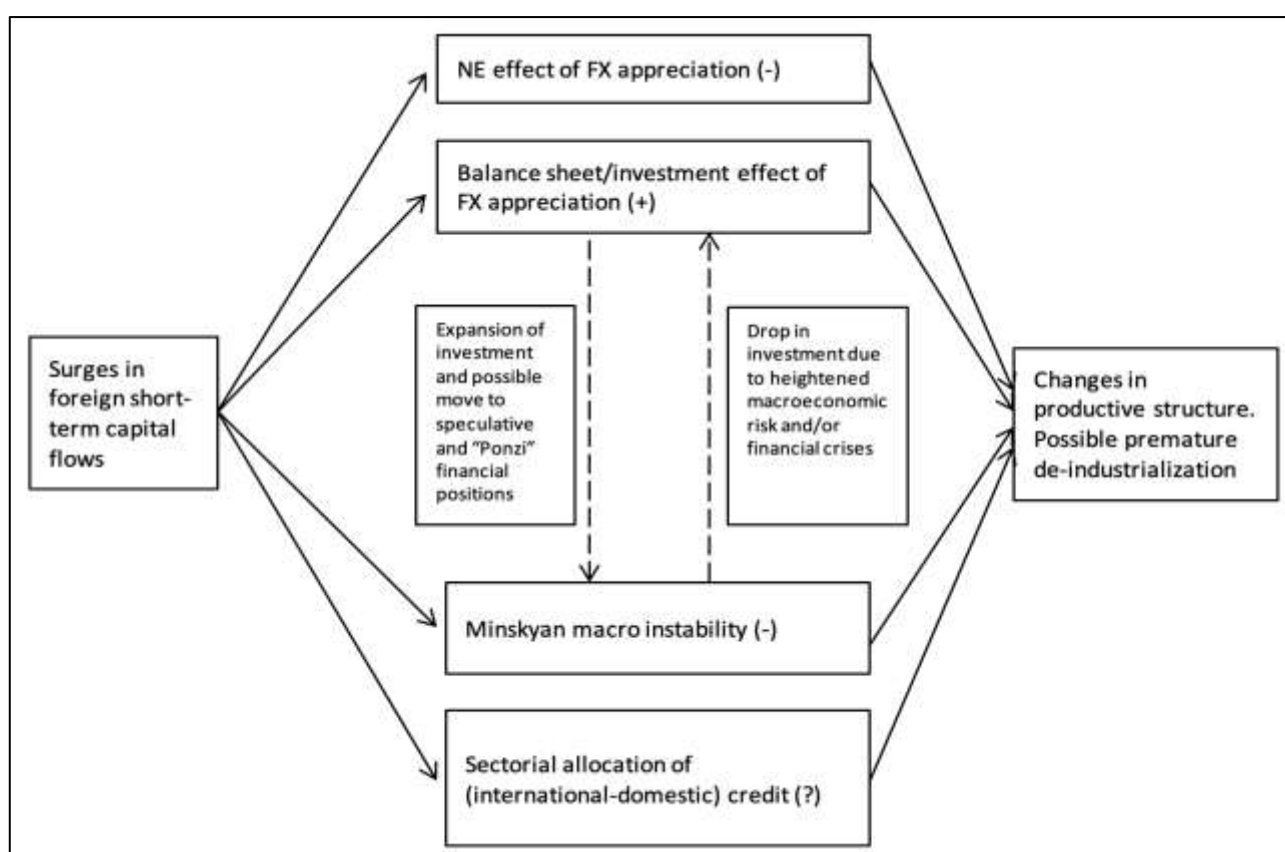 NE effect of FX appreciation (-)
Balance sheet/investment effect of
FX appreciation (+)
Surges in
foreign short-
term capital
flows
Expansion of
investment
and possible
move to
speculative
and “Ponzi”
financial
positions
Drop in
investment due
to heightened
macroeconomic
risk and/or
financial crises
Changes in
productive structure.
Possible premature
de-industrialization
Minskyan macro instability (-)
Sectorial allocation of
(international-domestic) credit (?)